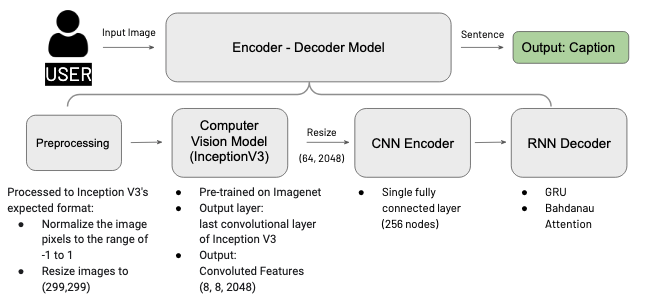 Input Image
Encoder - Decoder Model
Sentence
Output: Caption
USER
Preprocessing
Computer
Vision Model
(InceptionV3)
Resize
(64, 2048)
CNN Encoder
RNN Decoder
Processed to Inception V3's
expected format:
● Normalize the image
pixels to the range of
-1 to 1
● Resize images to
(299,299)
● Pre-trained on Imagenet
● Output layer:
last convolutional layer
of Inception V3
● Output:
Convoluted Features
(8, 8, 2048)
● Single fully
connected layer
(256 nodes)
● GRU
● Bahdanau
Attention